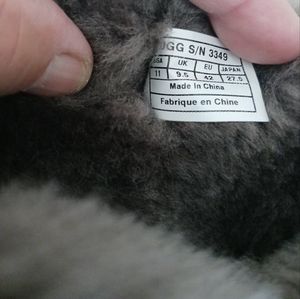 UGG S/N 3349
USA UK EU JAPAN
11 9.5 42 27.5
Made in China
Fabrique en Chine